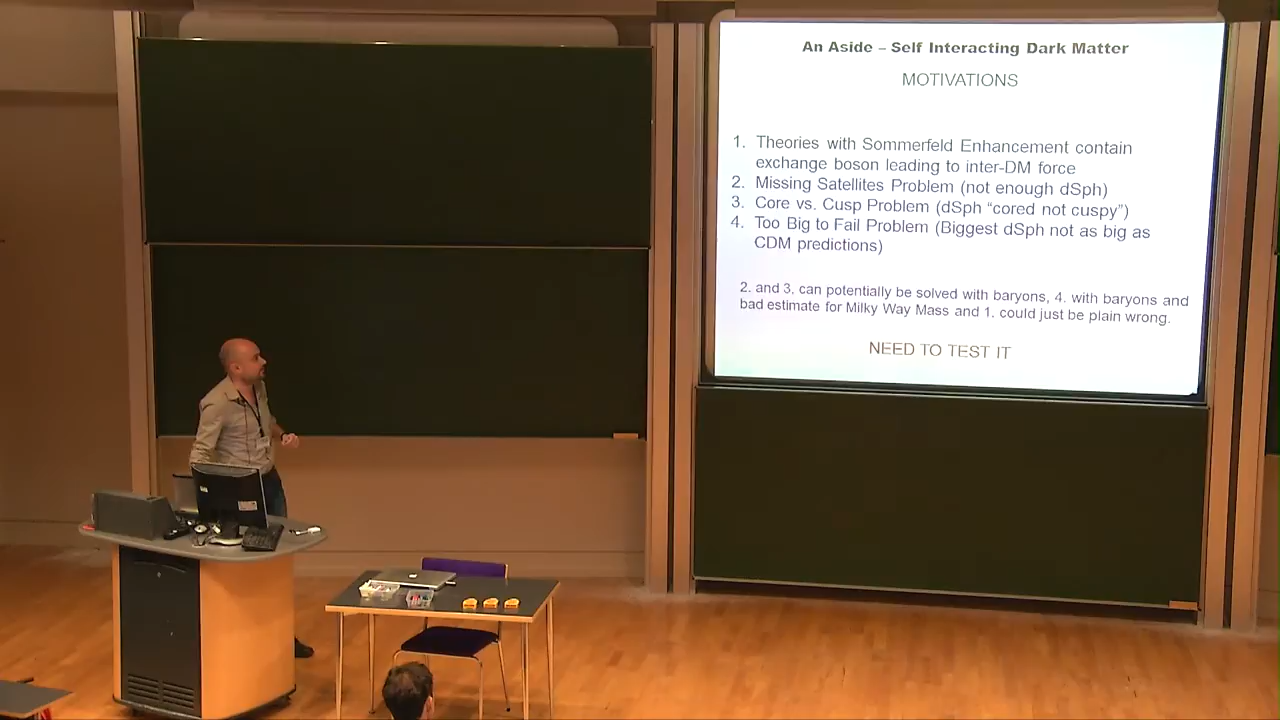 An Aside – Self Interacting Dark Matter
MOTIVATIONS
1. Theories with Sommerfeld Enhancement contain
exchange boson leading to inter-DM force
2. Missing Satellites Problem (not enough dSph)
3. Core vs. Cusp Problem (dSph “cored not cuspy”)
4. Too Big to Fail Problem (Biggest dSph not as big as
CDM predictions)
2. and 3. can potentially be solved with baryons, 4. with baryons and
bad estimate for Milky Way Mass and 1. could just be plain wrong.
NEED TO TEST IT